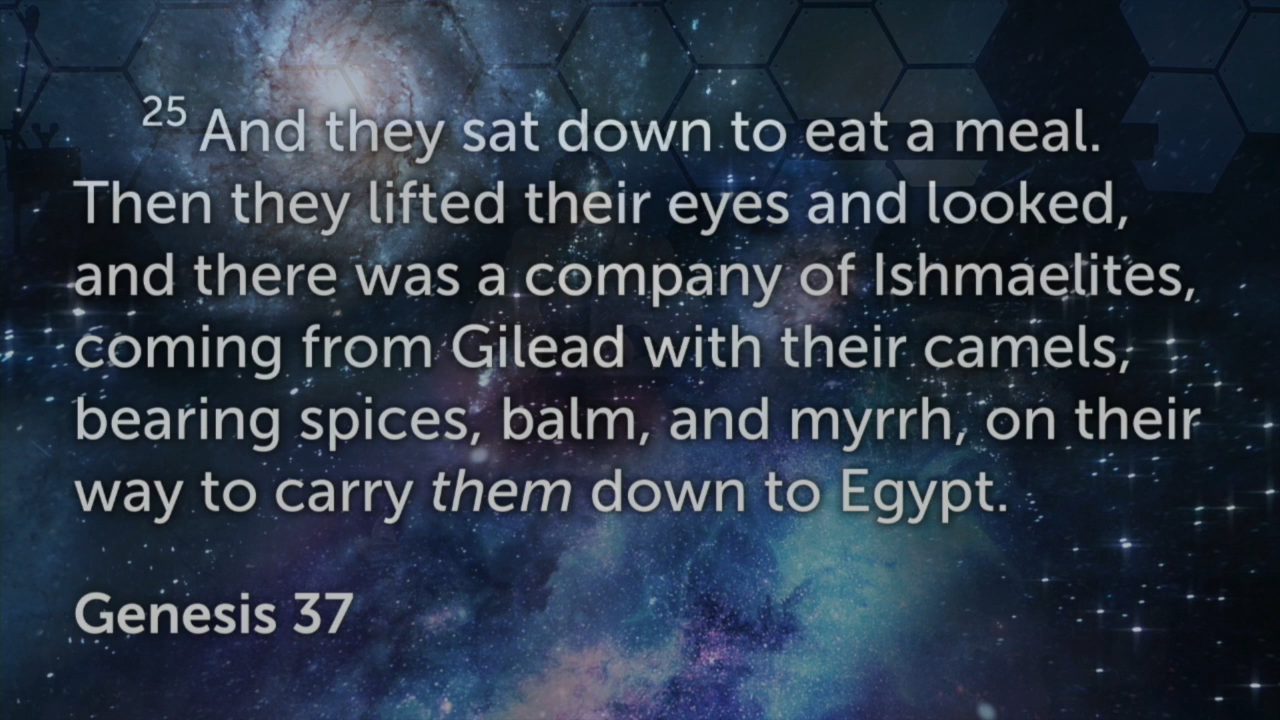 25 And they sat down to eat a meal.
Then they lifted their eyes and looked,
and there was a company of Ishmaelites,
coming from Gilead with their camels,
bearing spices, balm, and myrrh, on their
way to carry them down to Egypt.
Genesis 37